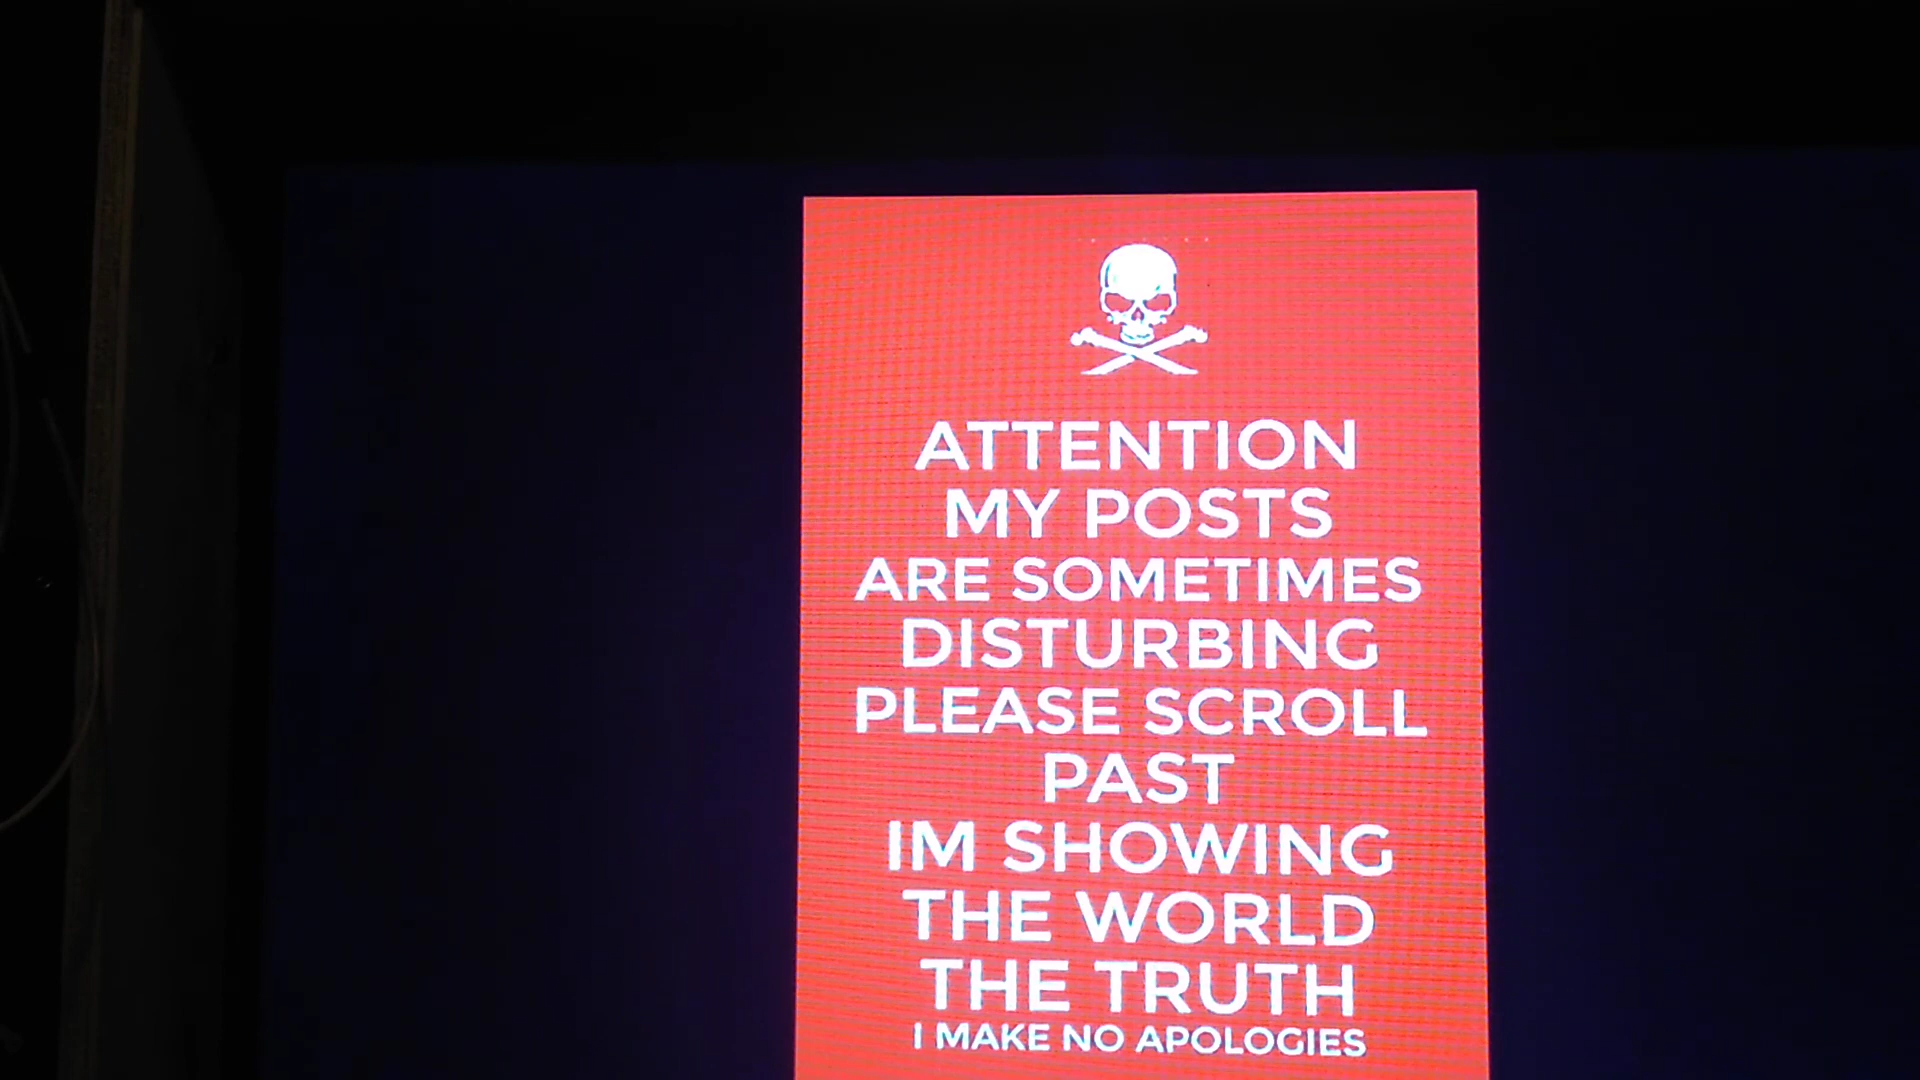 ATTENTION
MY POSTS
ARE SOMETIMES
DISTURBING
PLEASE SCROLL
PAST
IM SHOWING
THE WORLD
THE TRUTH
I MAKE NO APOLOGIES